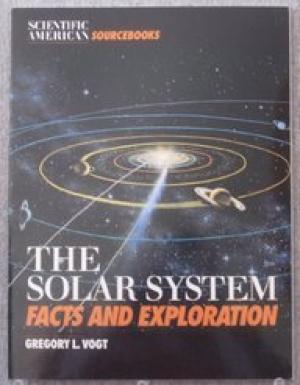 SCIENTIFIC
AMERICAN SOURCEBOOKS
THE
SOLAR SYSTEM
FACTS AND EXPLORATION
GREGORY L. VOGT